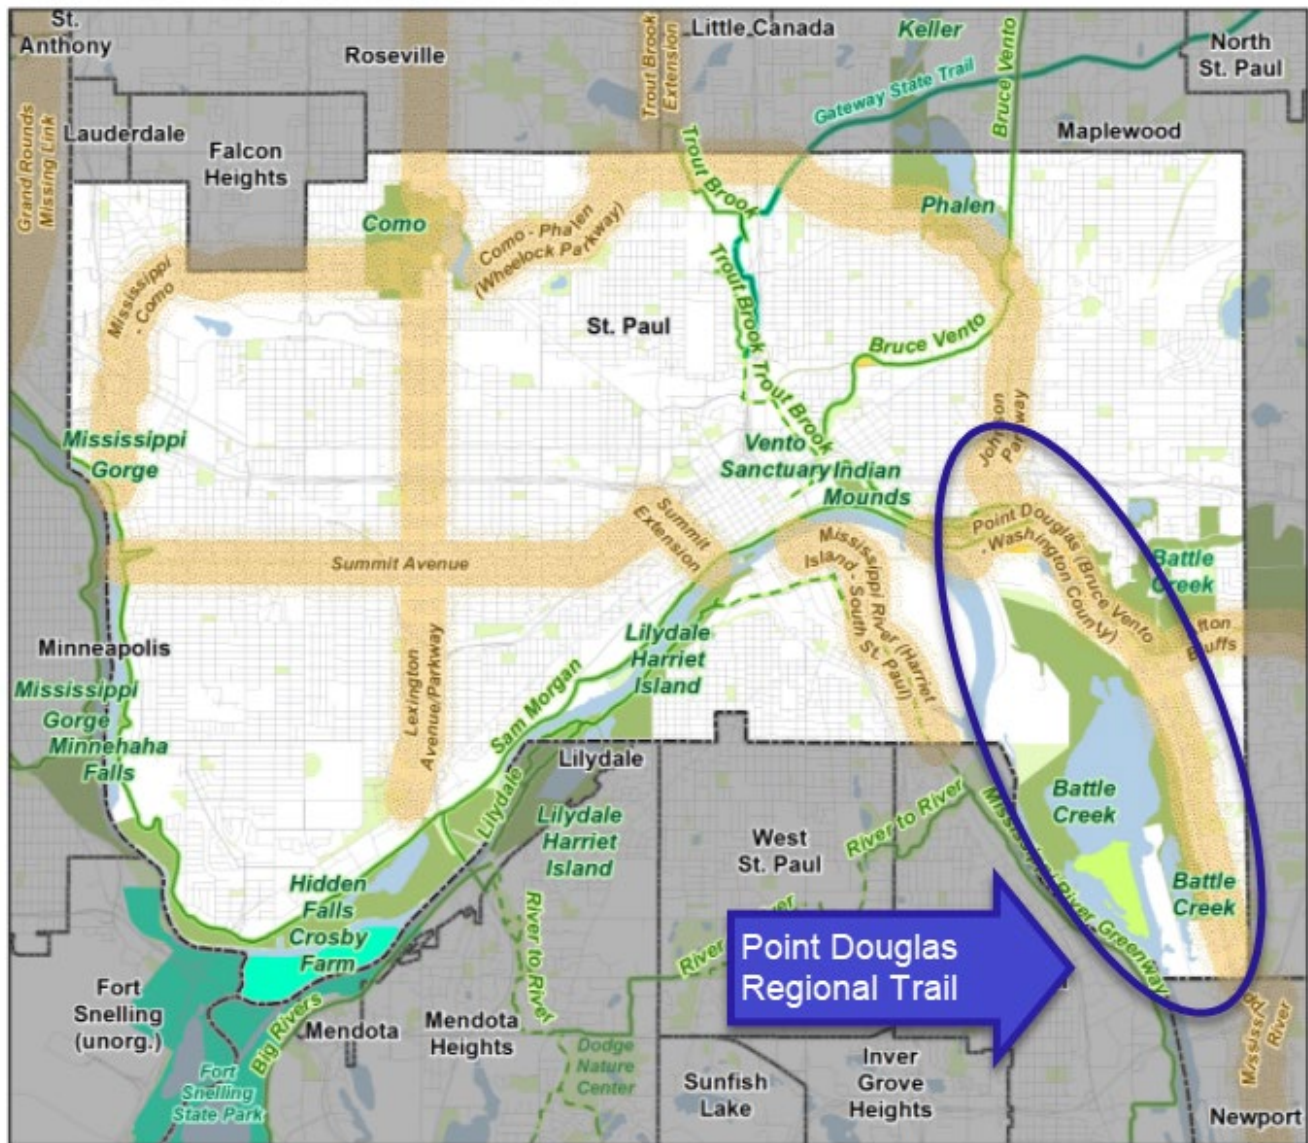 St.
Anthony
Roseville
Trout Brook
Extension
Little Canada
Keller
North
St. Paul
Grand Rounds
Missing Link
Lauderdale
Falcon
Heights
Gateway State Trail
Bruce Vento
Maplewood
Trout Brook
Como
Como - Phalen
(Wheelock Parkway)
Phalen
Mississippi
- Como
Trout Brook
St. Paul
Bruce Vento
Trout Brook
Mississippi
Gorge
Vento
Sanctuary
Indian
Mounds
Johnson
Parkway
Summit Avenue
Summit
Extension
Mississippi River (Harriet
Island - South St. Paul)
Point Douglas (Bruce Vento
- Washington County)
Battle
Creek
Minneapolis
Lilydale
Harriet
Island
fton
Bluffs
Mississippi
Gorge
Minnehaha
Falls
Lexington
Avenue/Parkway
Sam Morgan
Lilydale
Lilydale
Lilydale
Harriet
Island
West
St. Paul
River to River
Battle
Creek
Mississippi River Greenway
Hidden
Falls
Crosby
Farm
River to River
River
River
Battle
Creek
Point Douglas
Regional Trail
Fort
Snelling
(unorg.)
Big Rivers
Mendota
Mendota
Heights
Dodge
Nature
Center
Fort
Snelling
State Park
Sunfish
Lake
Inver
Grove
Heights
River
Newport